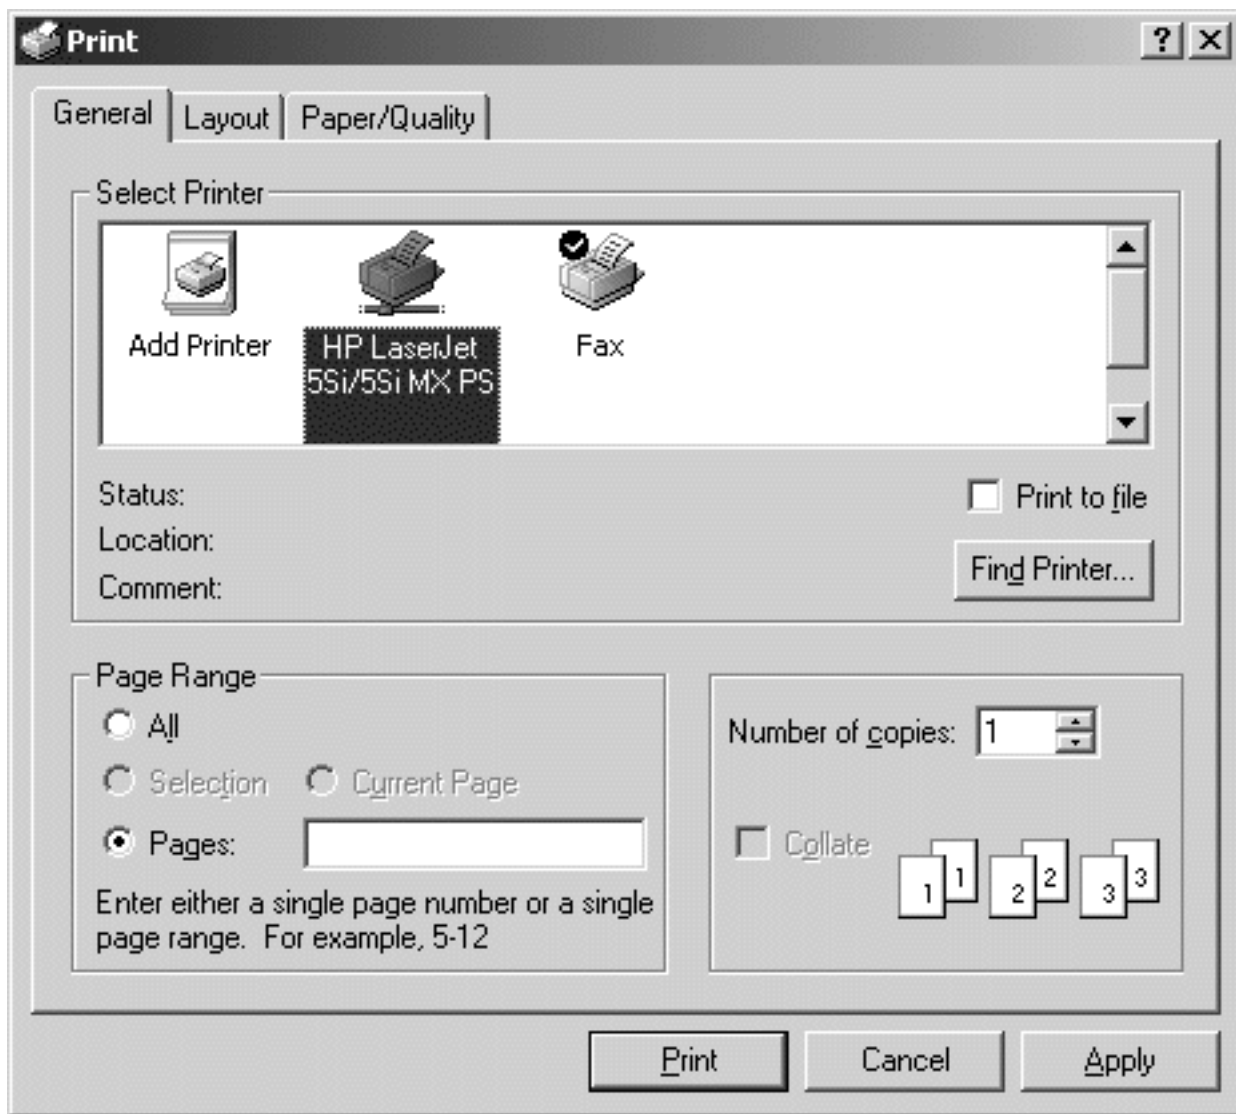 Print
General Layout Paper/Quality
Select Printer
Add Printer HP LaserJet Fax
5Si/5Si MX PS
Status:
Print to file
Location:
Find Printer...
Comment:
Page Range
All
Number of copies: 1
Selection Current Page
Pages:
Collate
1 1 2 2 3 3
Enter either a single page number or a single
page range. For example, 5-12
Print Cancel Apply